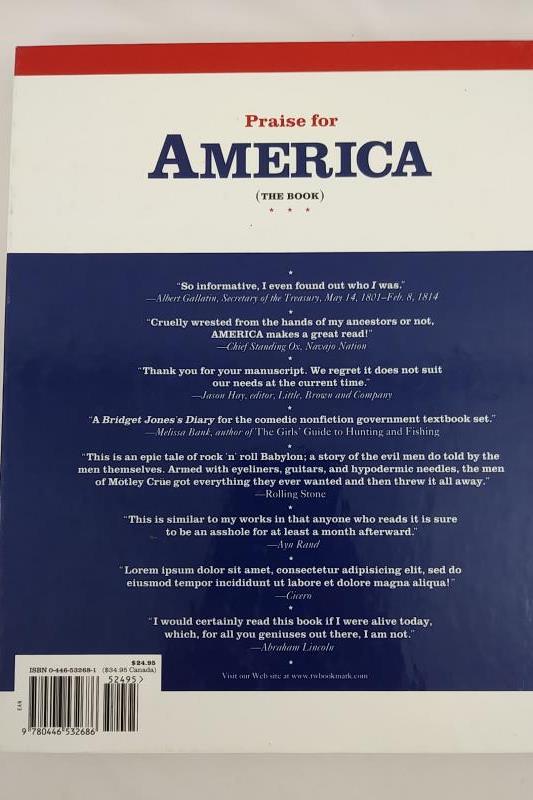 Praise for
AMERICA
(THE BOOK)
* * *
*
"So informative, I even found out who I was."
—Albert Gallatin, Secretary of the Treasury, May 14, 1801–Feb. 8, 1814
*
"Cruelly wrested from the hands of my ancestors or not,
AMERICA makes a great read!"
—Chief Standing Ox, Navajo Nation
*
"Thank you for your manuscript. We regret it does not suit
our needs at the current time."
—Jason Hay, editor, Little, Brown and Company
*
"A Bridget Jones's Diary for the comedic nonfiction government textbook set."
—Melissa Bank, author of The Girls' Guide to Hunting and Fishing
*
"This is an epic tale of rock 'n' roll Babylon; a story of the evil men do told by the
men themselves. Armed with eyeliners, guitars, and hypodermic needles, the men
of Mötley Crüe got everything they ever wanted and then threw it all away."
—Rolling Stone
*
"This is similar to my works in that anyone who reads it is sure
to be an asshole for at least a month afterward."
—Ayn Rand
*
"Lorem ipsum dolor sit amet, consectetur adipisicing elit, sed do
eiusmod tempor incididunt ut labore et dolore magna aliqua!"
—Cicero
*
"I would certainly read this book if I were alive today,
which, for all you geniuses out there, I am not."
—Abraham Lincoln
*
Visit our Web site at www.twbookmark.com
$24.95
ISBN 0-446-53268-1 ($34.95 Canada)
52495>
EAN
9 780446 532686